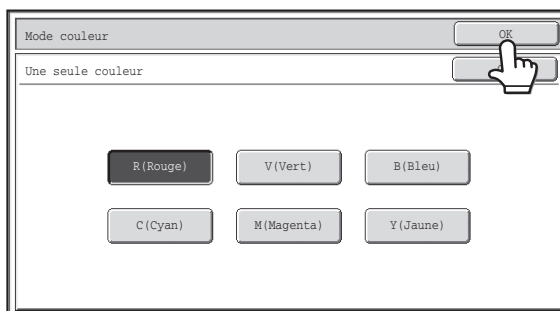 Mode couleur OK
Une seule couleur
R(Rouge) V(Vert) B(Bleu)
C(Cyan) M(Magenta) Y(Jaune)